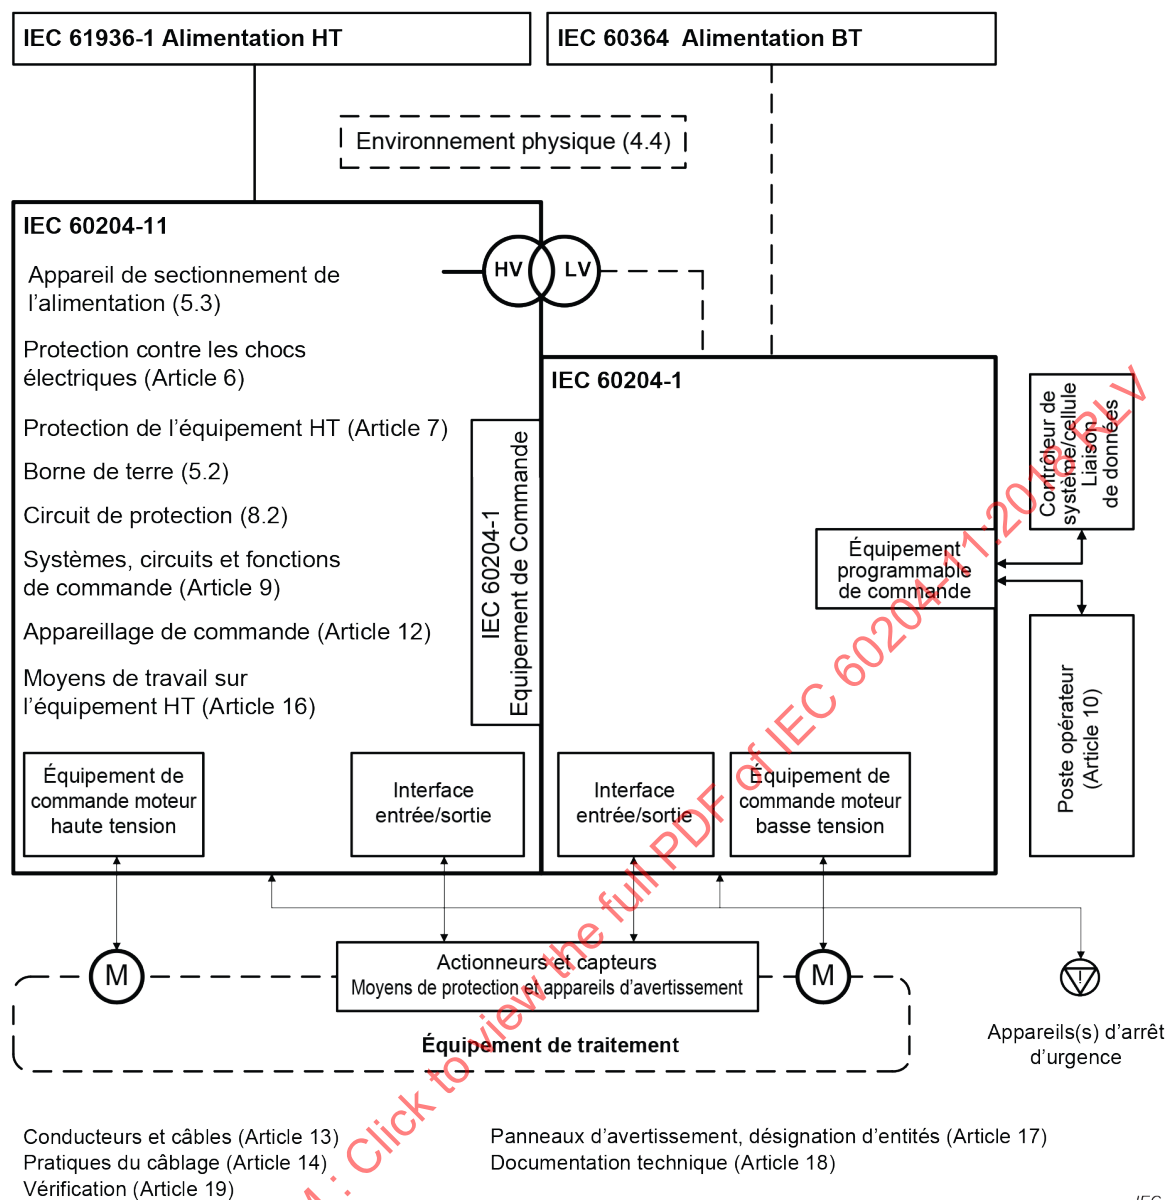 IEC 61936-1 Alimentation HT
IEC 60364 Alimentation BT
Environnement physique (4.4)
IEC 60204-11
HV
LV
Appareil de sectionnement de
l'alimentation (5.3)
Protection contre les chocs
électriques (Article 6)
Protection de l'équipement HT (Article 7)
Borne de terre (5.2)
Circuit de protection (8.2)
Systèmes, circuits et fonctions
de commande (Article 9)
Appareillage de commande (Article 12)
Moyens de travail sur
l'équipement HT (Article 16)
IEC 60204-1
Equipement de Commande
IEC 60204-1
Équipement
programmable
de commande
Contrôleur de
système/cellule
Liaison
de données
Poste opérateur
(Article 10)
Équipement de
commande moteur
haute tension
Interface
entrée/sortie
Interface
entrée/sortie
Équipement de
commande moteur
basse tension
M
Actionneurs et capteurs
Moyens de protection et appareils d'avertissement
M
!
Équipement de traitement
Appareils(s) d'arrêt
d'urgence
Conducteurs et câbles (Article 13)
Pratiques du câblage (Article 14)
Vérification (Article 19)
Panneaux d'avertissement, désignation d'entités (Article 17)
Documentation technique (Article 18)
: Click to view the full PDF of IEC 60204-11:2018 RLV